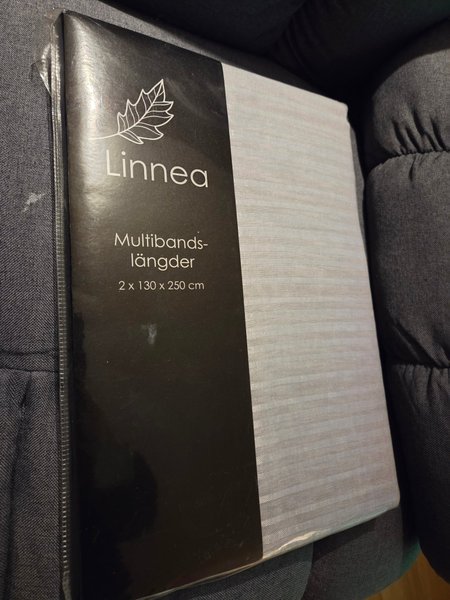 Linnea
Multibands-
längder
2 x 130 x 250 cm